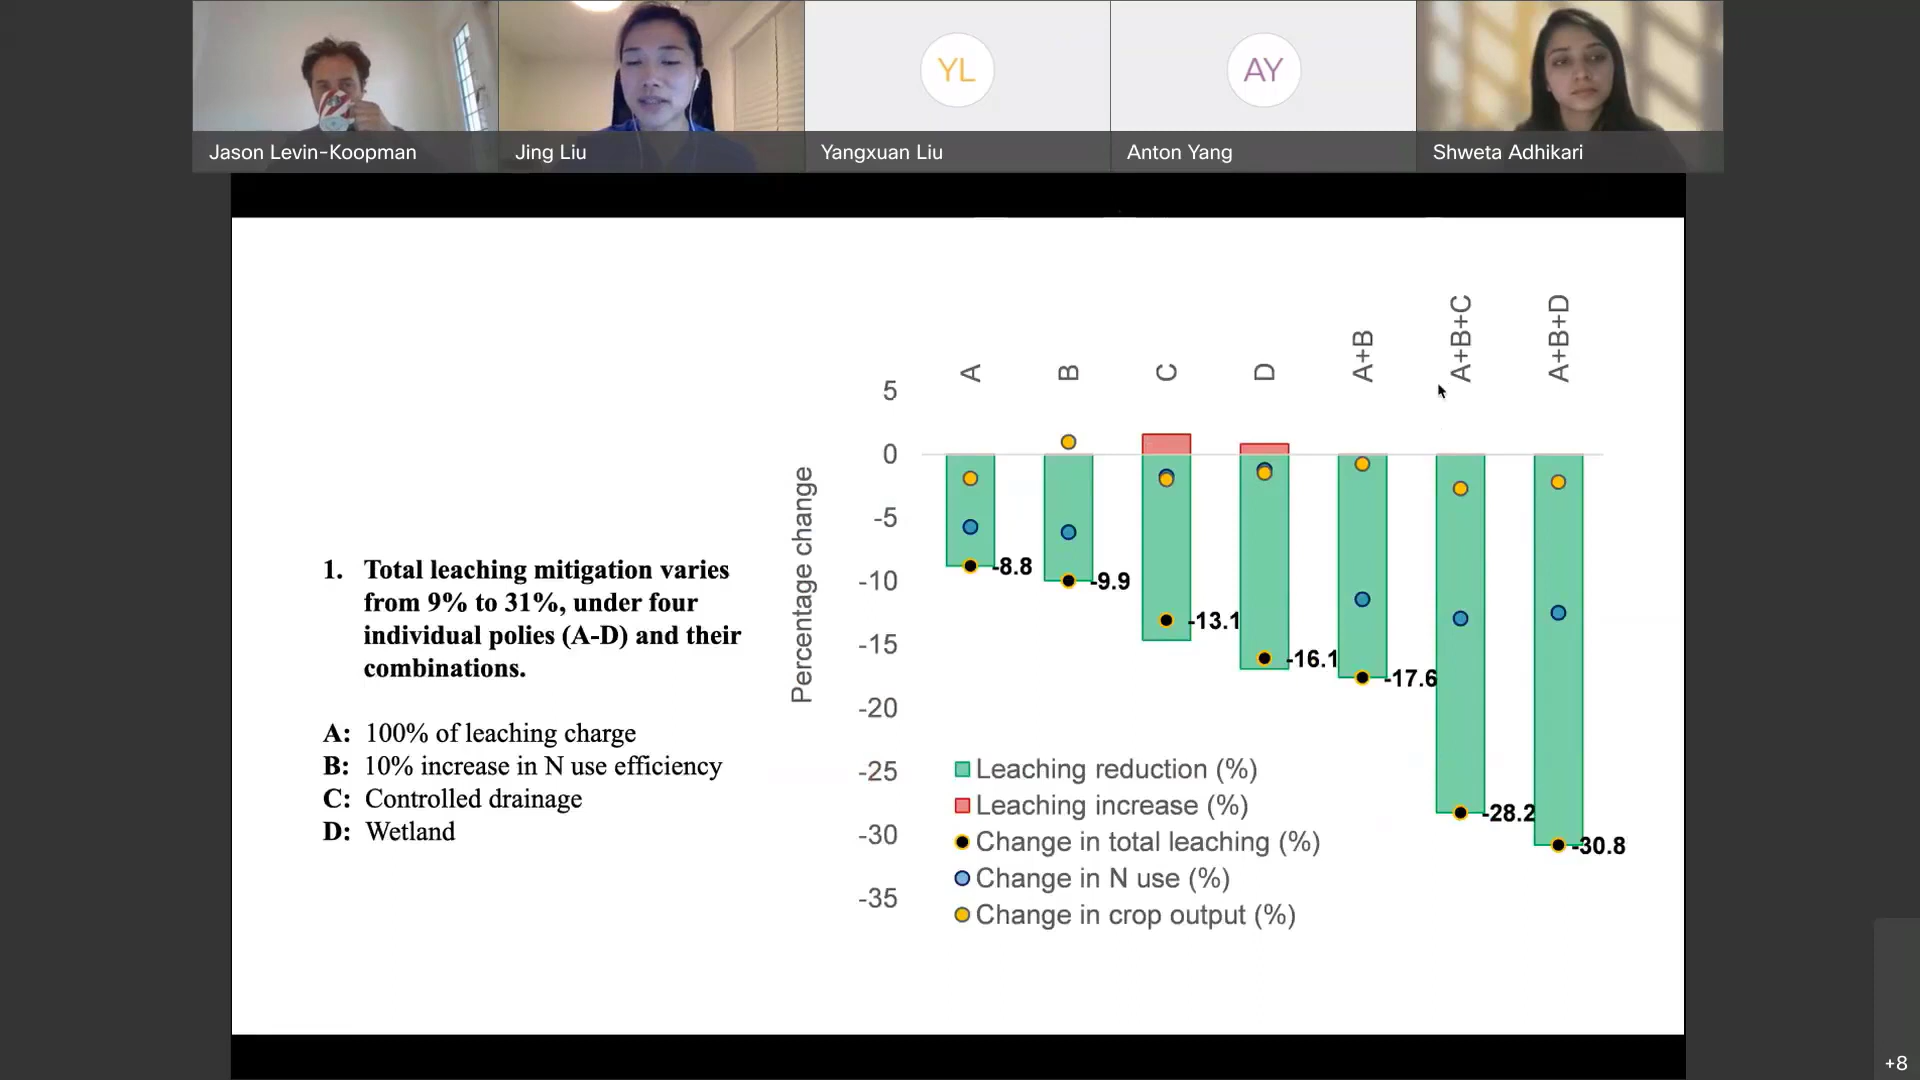 YL
AY
Jason Levin-Koopman
Jing Liu
Yangxuan Liu
Anton Yang
Shweta Adhikari
1. Total leaching mitigation varies
from 9% to 31%, under four
individual polies (A-D) and their
combinations.
A: 100% of leaching charge
B: 10% increase in N use efficiency
C: Controlled drainage
D: Wetland
A
B
C
D
A+B
A+B+C
A+B+D
Percentage change
5
0
-5
-10
-15
-20
-25
-30
-35
-8.8
-9.9
-13.1
-16.1
-17.6
-28.2
-30.8
Leaching reduction (%)
Leaching increase (%)
Change in total leaching (%)
Change in N use (%)
Change in crop output (%)
+8